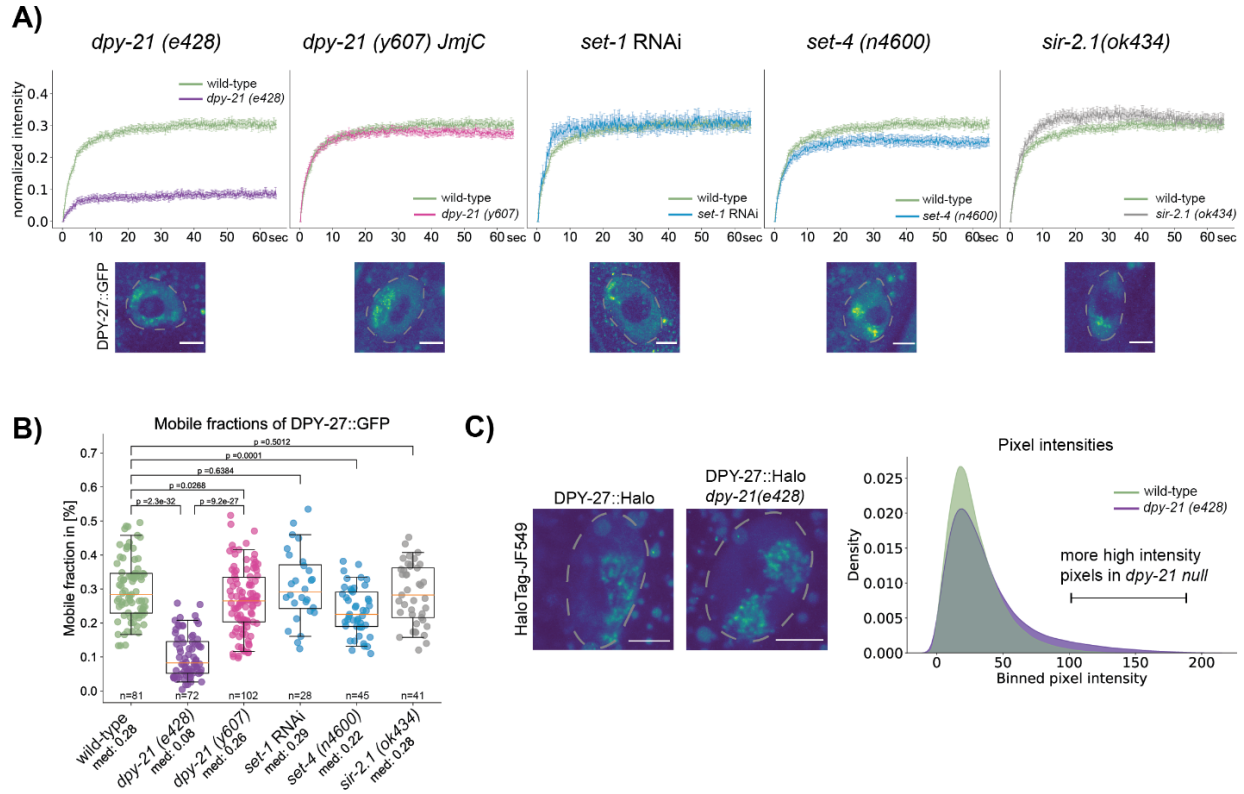 A)
dpy-21 (e428)
dpy-21 (y607) JmjC
set-1 RNAi
set-4 (n4600)
sir-2.1(ok434)
normalized intensity
0.4
0.3
0.2
0.1
0.0
wild-type
dpy-21 (e428)
wild-type
dpy-21 (y607)
wild-type
set-1 RNAi
wild-type
set-4 (n4600)
wild-type
sir-2.1 (ok434)
0 10 20 30 40 50 60 sec
0 10 20 30 40 50 60 sec
0 10 20 30 40 50 60 sec
0 10 20 30 40 50 60 sec
0 10 20 30 40 50 60 sec
DPY-27::GFP
B)
Mobile fractions of DPY-27::GFP
Mobile fraction in [%]
0.7
0.6
0.5
0.4
0.3
0.2
0.1
0.0
p =0.5012
p =0.0001
p =0.6384
p =0.0268
p =2.3e-32
p =9.2e-27
n=81
n=72
n=102
n=28
n=45
n=41
wild-type
med: 0.28
dpy-21 (e428)
med: 0.08
dpy-21 (y607)
med: 0.26
set-1 RNAi
med: 0.29
set-4 (n4600)
med: 0.22
sir-2.1 (ok434)
med: 0.28
C)
HaloTag-JF549
DPY-27::Halo
DPY-27::Halo
dpy-21(e428)
Pixel intensities
Density
0.025
0.020
0.015
0.010
0.005
0.000
wild-type
dpy-21 (e428)
more high intensity
pixels in dpy-21 null
0 50 100 150 200
Binned pixel intensity